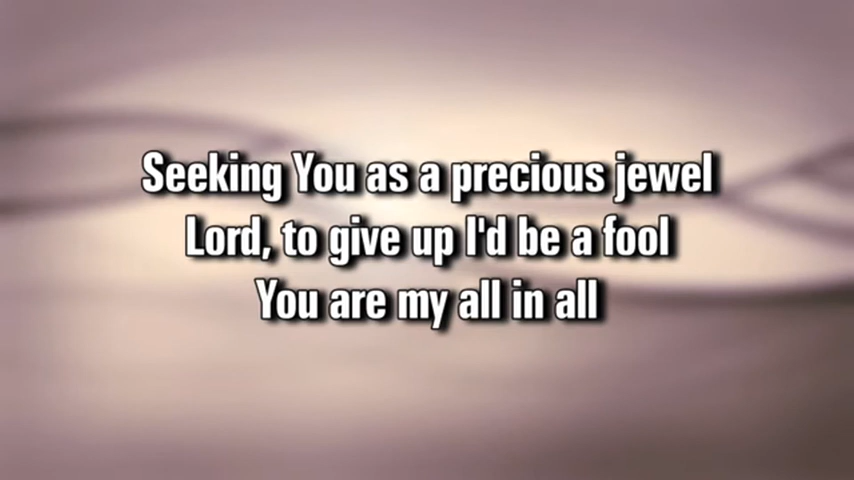 Seeking You as a precious jewel
Lord, to give up I'd be a fool
You are my all in all